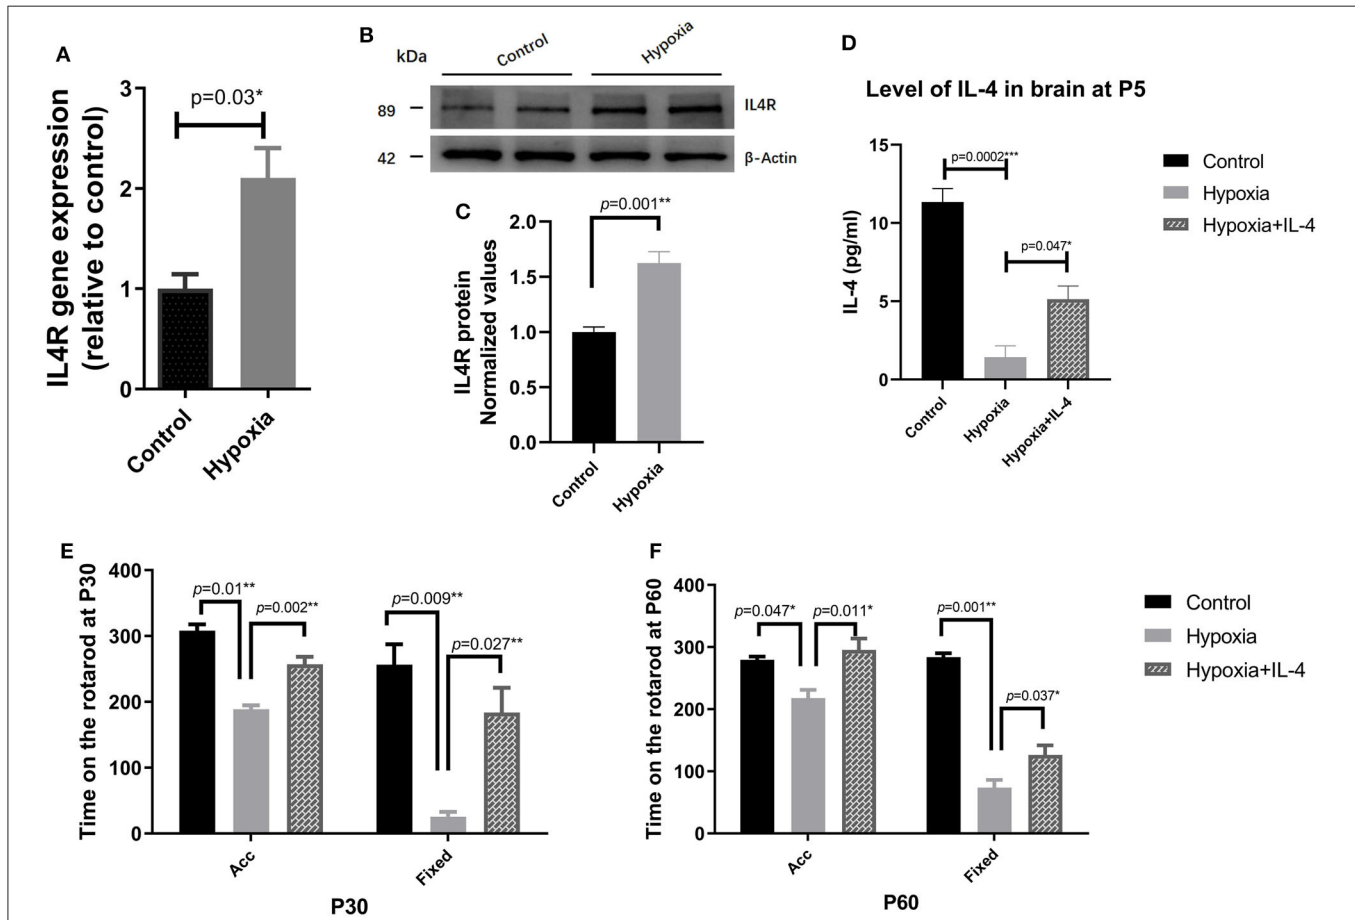 A
IL4R gene expression
(relative to control)
3
2
1
0
p=0.03*
Control
Hypoxia
B
kDa
Control
Hypoxia
89
IL4R
42
β-Actin
C
IL4R protein
Normalized values
2.0
1.5
1.0
0.5
0.0
p=0.001**
Control
Hypoxia
D
Level of IL-4 in brain at P5
IL-4 (pg/ml)
15
10
5
0
p=0.0002***
p=0.047*
Control
Hypoxia
Hypoxia+IL-4
Control
Hypoxia
Hypoxia+IL-4
E
Time on the rotarod at P30
400
300
200
100
0
p=0.01**
p=0.002**
p=0.009**
p=0.027**
Acc
Fixed
P30
F
Time on the rotarod at P60
400
300
200
100
0
p=0.047*
p=0.011*
p=0.001**
p=0.037*
Acc
Fixed
P60
Control
Hypoxia
Hypoxia+IL-4